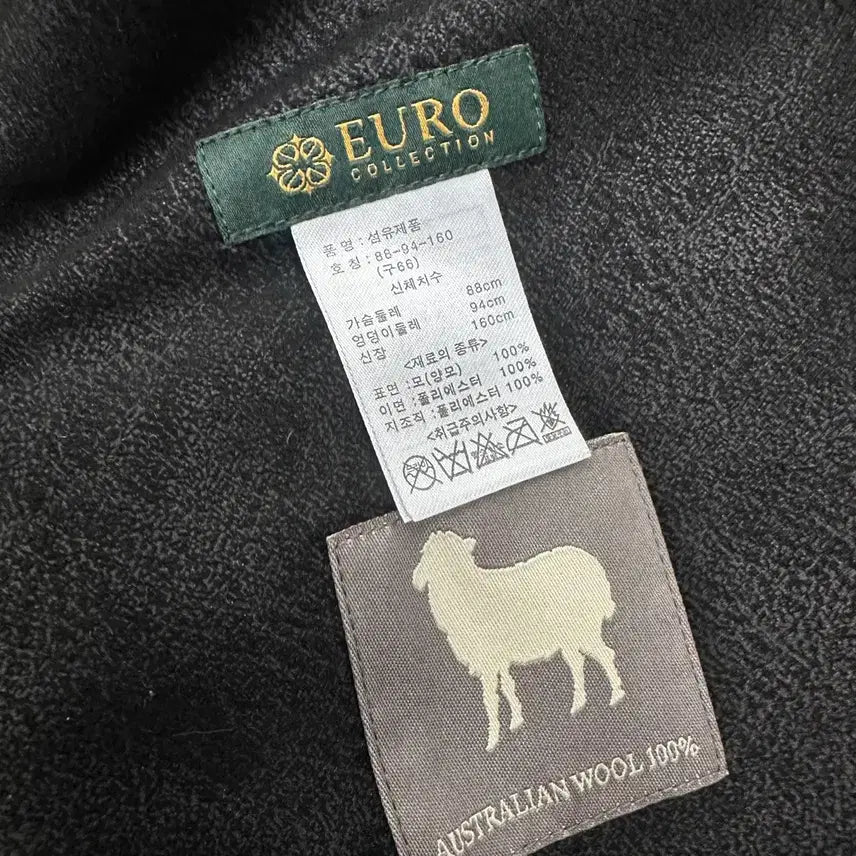 EURO
COLLECTION
품 명 : 섬유제품
호 칭 : 86-94-160
(구66)
신체치수
가슴둘레 88cm
엉덩이둘레 94cm
신장 160cm
<재료의 종류>
표면 : 모(양모) 100%
이면 : 폴리에스터 100%
지조직 : 폴리에스터 100%
<취급주의사항>
AUSTRALIAN WOOL 100%